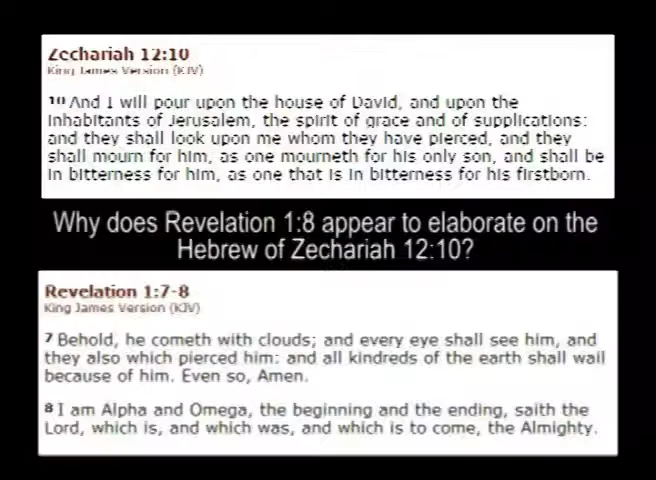 Zechariah 12:10
King James Version (KJV)
10 And I will pour upon the house of David, and upon the
inhabitants of Jerusalem, the spirit of grace and of supplications:
and they shall look upon me whom they have pierced, and they
shall mourn for him, as one mourneth for his only son, and shall be
in bitterness for him, as one that is in bitterness for his firstborn.
Why does Revelation 1:8 appear to elaborate on the
Hebrew of Zechariah 12:10?
Revelation 1:7-8
King James Version (KJV)
7 Behold, he cometh with clouds; and every eye shall see him, and
they also which pierced him: and all kindreds of the earth shall wail
because of him. Even so, Amen.
8 I am Alpha and Omega, the beginning and the ending, saith the
Lord, which is, and which was, and which is to come, the Almighty.